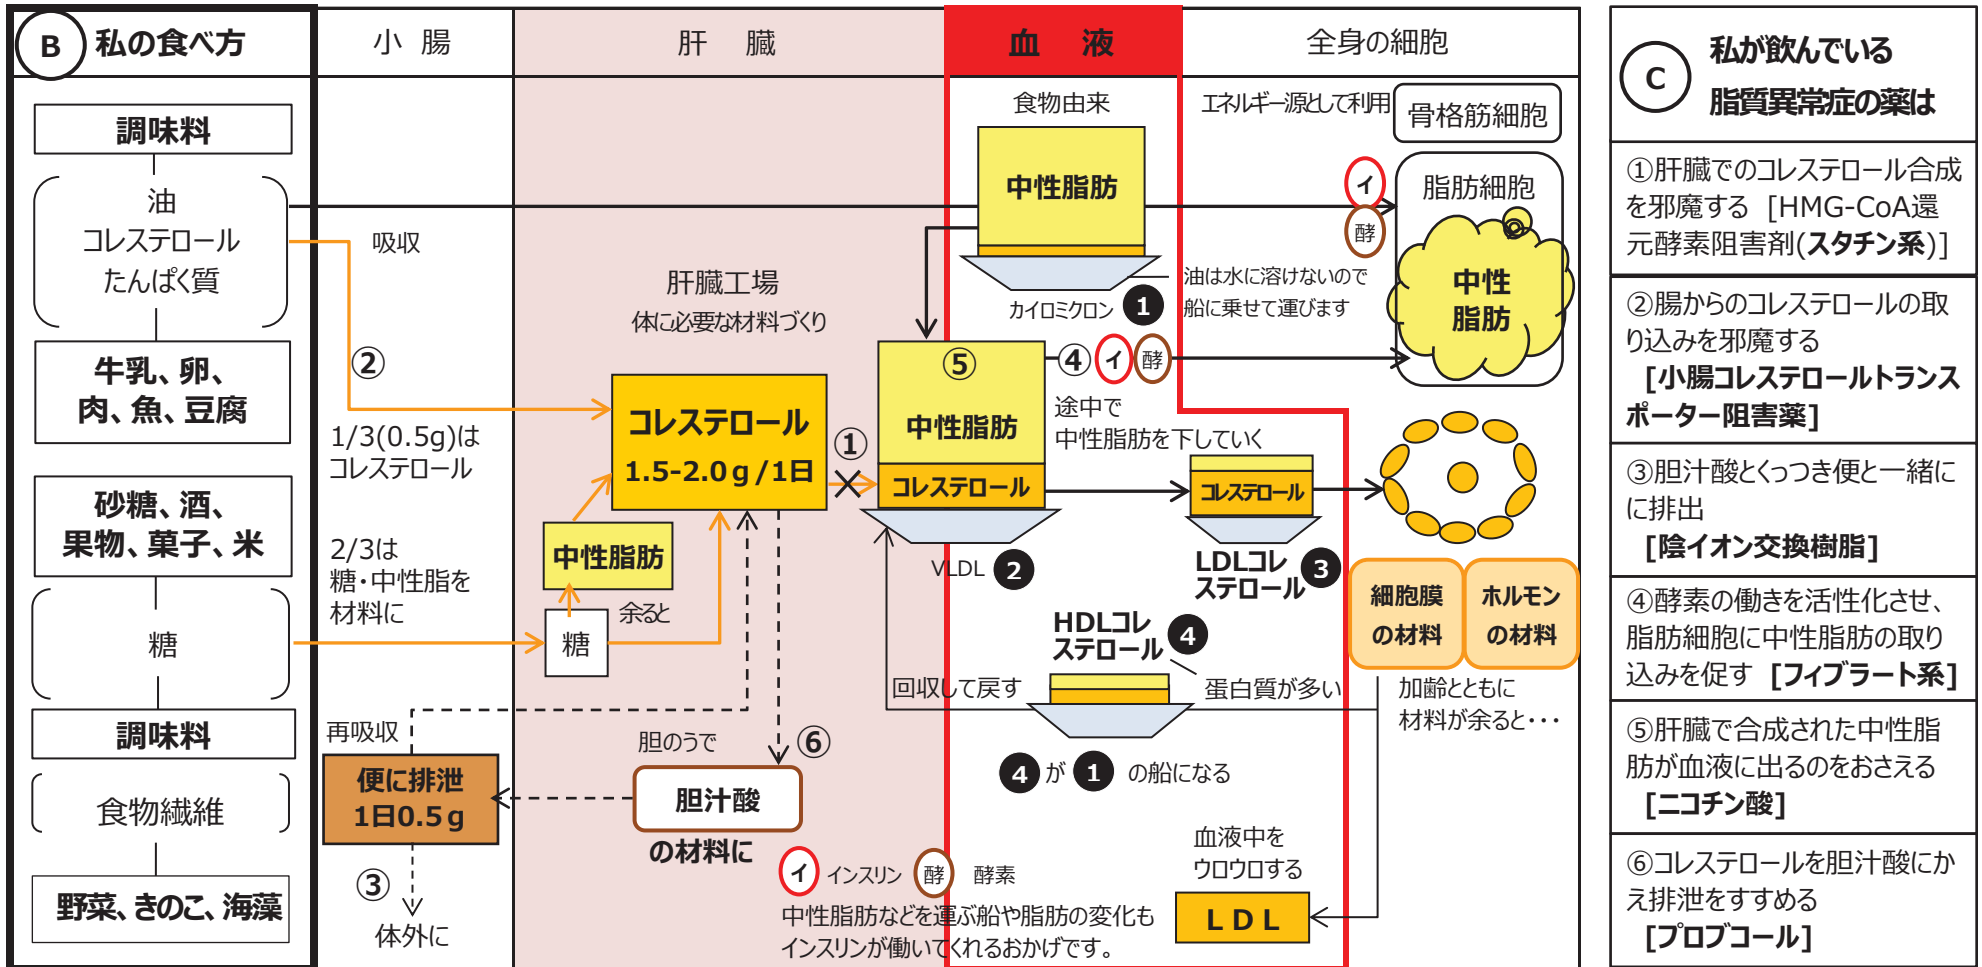 B 私の食べ方
小 腸
肝 臓
血 液
全身の細胞
調味料
油
コレステロール
たんぱく質
牛乳、卵、
肉、魚、豆腐
砂糖、酒、
果物、菓子、米
糖
調味料
食物繊維
野菜、きのこ、海藻
吸収
②
1/3(0.5g)は
コレステロール
2/3は
糖・中性脂を
材料に
再吸収
便に排泄
1日0.5g
③
体外に
肝臓工場
体に必要な材料づくり
コレステロール
1.5-2.0g/1日
①
中性脂肪
余ると
糖
胆のうで
⑥
胆汁酸
の材料に
イ インスリン 酵 酵素
中性脂肪などを運ぶ船や脂肪の変化も
インスリンが働いてくれるおかげです。
食物由来
中性脂肪
カイロミクロン ❶
油は水に溶けないので
船に乗せて運びます
⑤
中性脂肪
コレステロール
VLDL ❷
④ イ 酵
途中で
中性脂肪を下していく
コレステロール
LDLコレ
ステロール ❸
HDLコレ
ステロール ❹
回収して戻す
蛋白質が多い
❹ が ❶ の船になる
血液中を
ウロウロする
LDL
エネルギー源として利用
骨格筋細胞
イ
酵
脂肪細胞
中性
脂肪
細胞膜
の材料
ホルモン
の材料
加齢とともに
材料が余ると・・・
C 私が飲んでいる
脂質異常症の薬は
①肝臓でのコレステロール合成
を邪魔する [HMG-CoA還
元酵素阻害剤(スタチン系)]
②腸からのコレステロールの取
り込みを邪魔する
[小腸コレステロールトランス
ポーター阻害薬]
③胆汁酸とくっつき便と一緒に
に排出
[陰イオン交換樹脂]
④酵素の働きを活性化させ、
脂肪細胞に中性脂肪の取り
込みを促す [フィブラート系]
⑤肝臓で合成された中性脂
肪が血液に出るのをおさえる
[ニコチン酸]
⑥コレステロールを胆汁酸にか
え排泄をすすめる
[プロブコール]